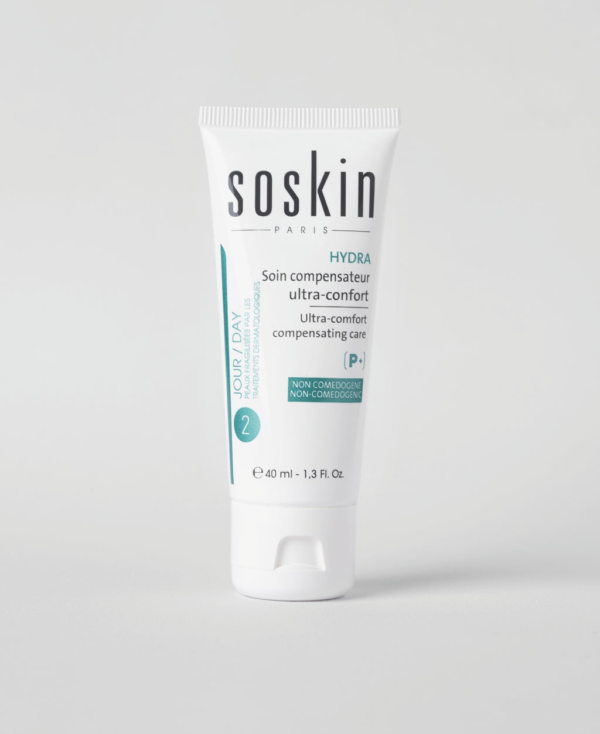 soskin
PARIS
HYDRA
Soin compensateur
ultra-confort
Ultra-comfort
compensating care
[P+]
NON COMÉDOGÈNE
NON-COMEDOGENIC
JOUR / DAY
PEAUX FRAGILISÉES PAR LES
TRAITEMENTS DERMATOLOGIQUES
2
℮ 40 ml - 1,3 Fl. Oz.